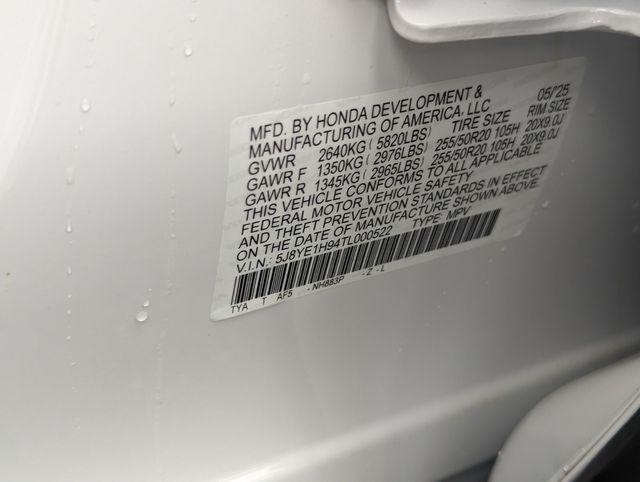 MFD. BY HONDA DEVELOPMENT & 05/'25
MANUFACTURING OF AMERICA, LLC RIM SIZE
GVWR 2640KG ( 5820LBS) TIRE SIZE
GAWR F 1350KG ( 2976LBS) 255/50R20 105H 20X9.0J
GAWR R 1345KG ( 2965LBS) 255/50R20 105H 20X9.0J
THIS VEHICLE CONFORMS TO ALL APPLICABLE
FEDERAL MOTOR VEHICLE SAFETY
AND THEFT PREVENTION STANDARDS IN EFFECT
ON THE DATE OF MANUFACTURE SHOWN ABOVE.
V.I.N.: 5J8YE1H94TL000522 TYPE: MPV
TYA T AF5 -NH883P -Z-L